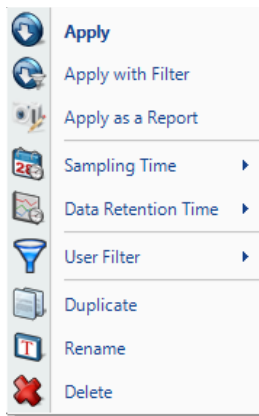 Apply
Apply with Filter
Apply as a Report
Sampling Time
Data Retention Time
User Filter
Duplicate
Rename
Delete